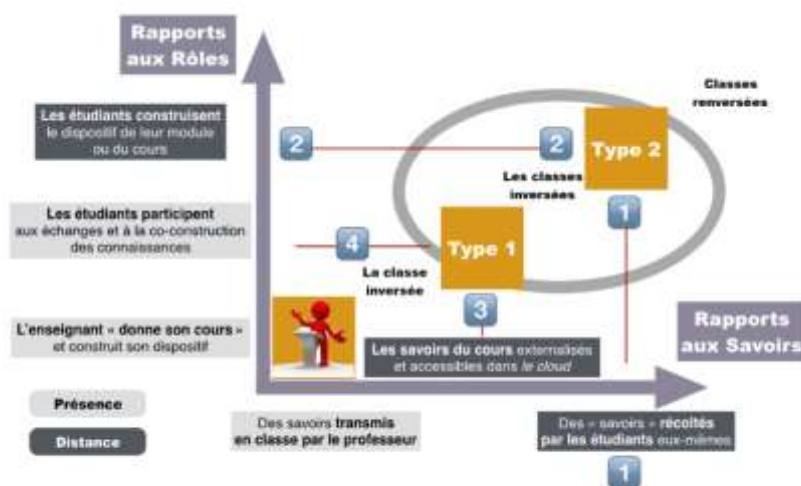 Rapports
aux Rôles
Classes
renversées
Les étudiants construisent
le dispositif de leur module
ou du cours
2
2
Type 2
Les classes
inversées
1
Les étudiants participent
aux échanges et à la co-construction
des connaissances
4
Type 1
La classe
inversée
3
L'enseignant « donne son cours »
et construit son dispositif
Les savoirs du cours externalisés
et accessibles dans le cloud
Rapports
aux Savoirs
Présence
Distance
Des savoirs transmis
en classe par le professeur
Des « savoirs » récoltés
par les étudiants eux-mêmes
1